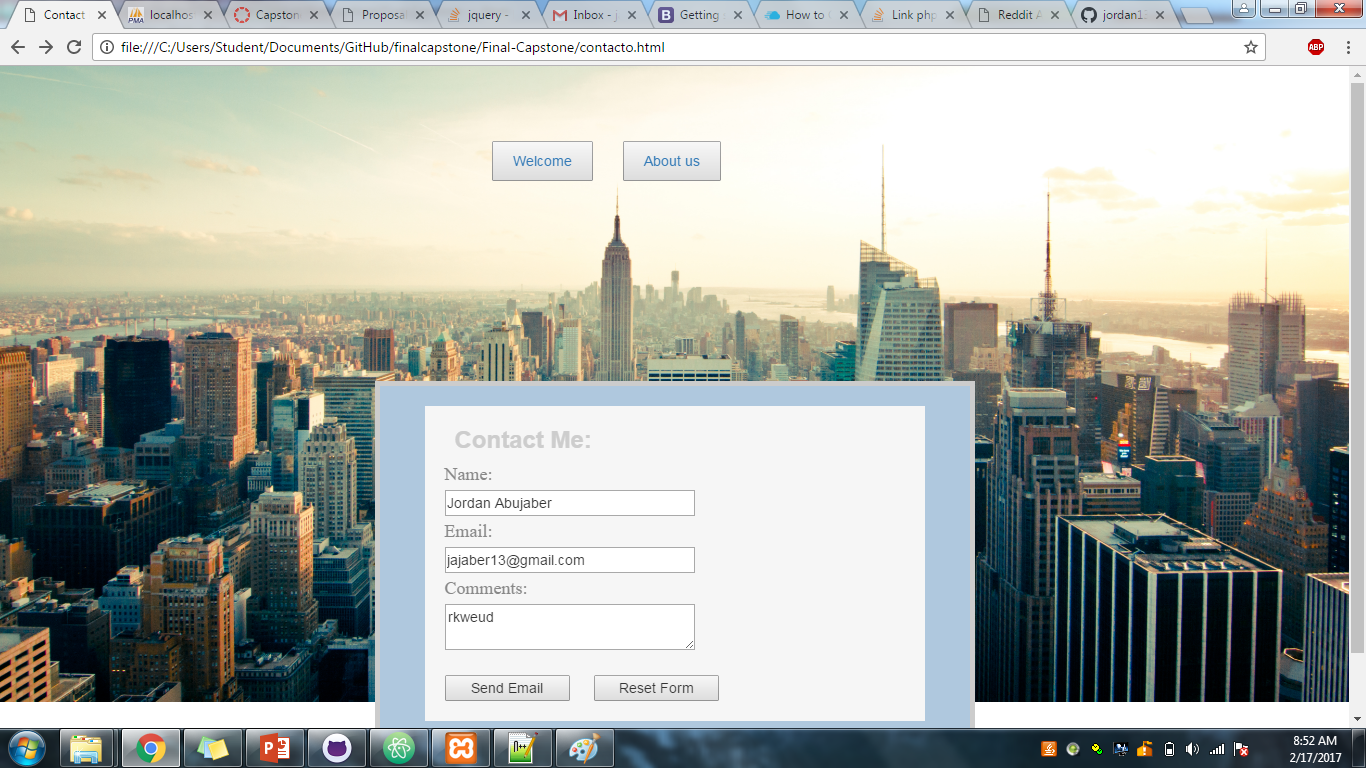 Contact
localhos
Capston
Proposa
jquery -
Inbox - j
Getting
How to
Link php
Reddit A
jordan13
file:///C:/Users/Student/Documents/GitHub/finalcapstone/Final-Capstone/contacto.html
ABP
Welcome
About us
Contact Me:
Name:
Jordan Abujaber
Email:
jajaber13@gmail.com
Comments:
rkweud
Send Email
Reset Form
8:52 AM
2/17/2017